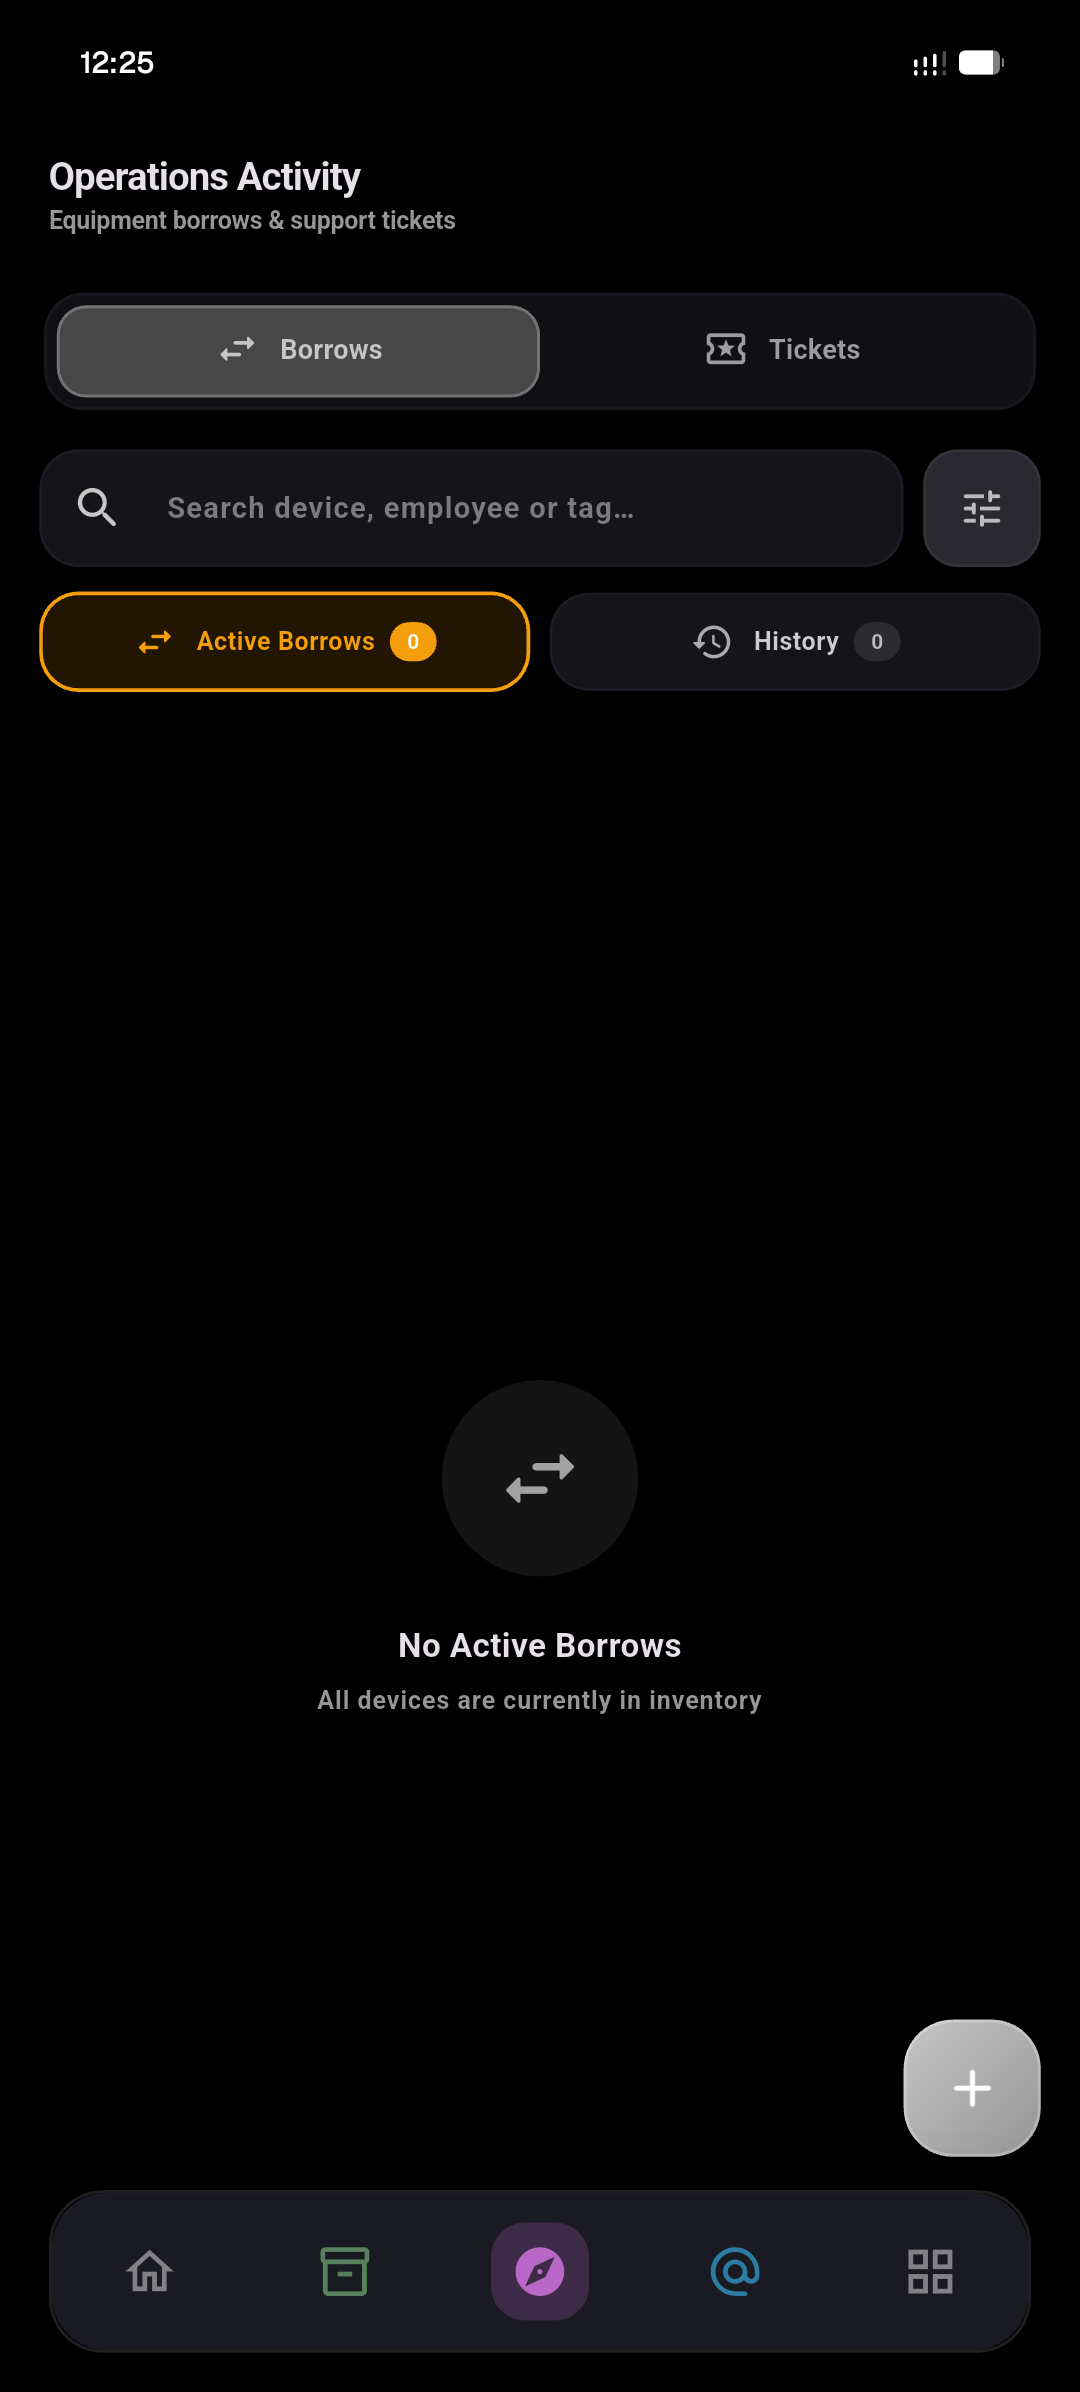 12:25
Operations Activity
Equipment borrows & support tickets
Borrows
Tickets
Search device, employee or tag…
Active Borrows 0
History 0
No Active Borrows
All devices are currently in inventory